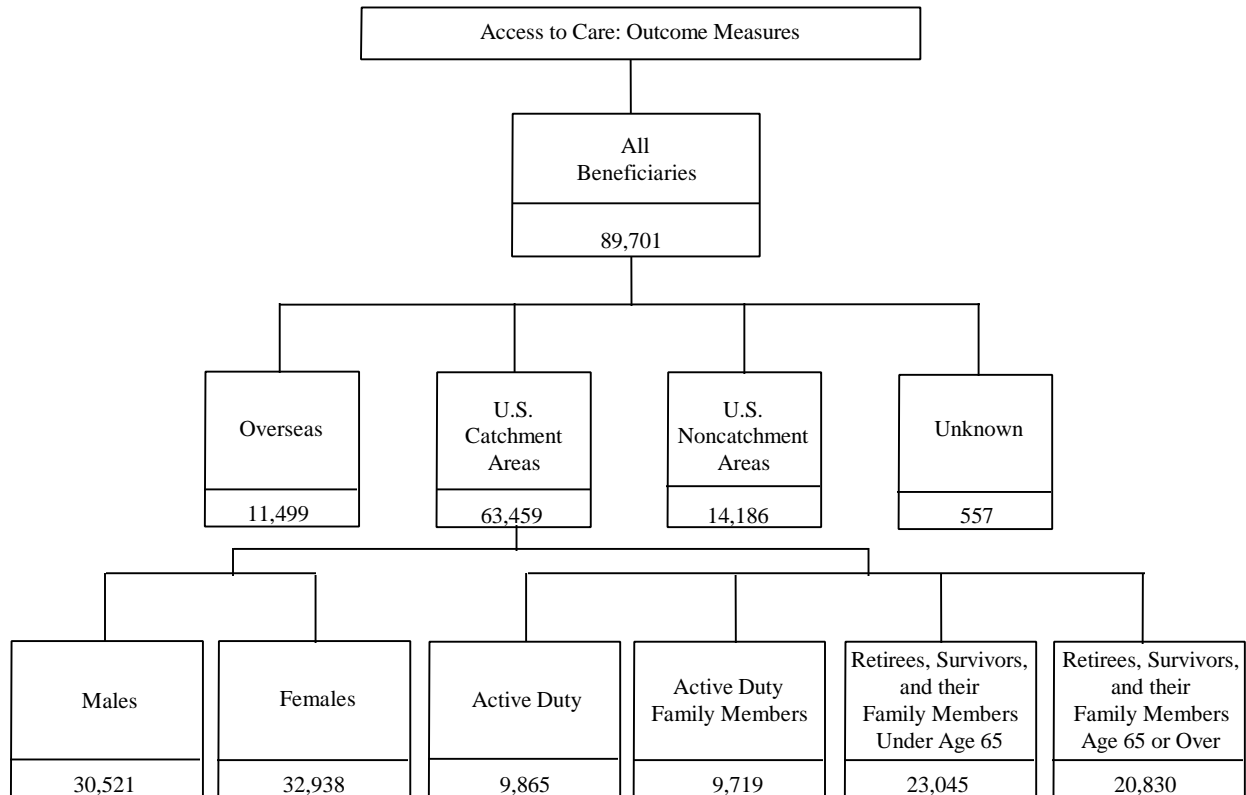 Access to Care: Outcome Measures
All
Beneficiaries
89,701
Overseas
11,499
U.S.
Catchment
Areas
63,459
U.S.
Noncatchment
Areas
14,186
Unknown
557
Males
30,521
Females
32,938
Active Duty
9,865
Active Duty
Family Members
9,719
Retirees, Survivors,
and their
Family Members
Under Age 65
23,045
Retirees, Survivors,
and their
Family Members
Age 65 or Over
20,830